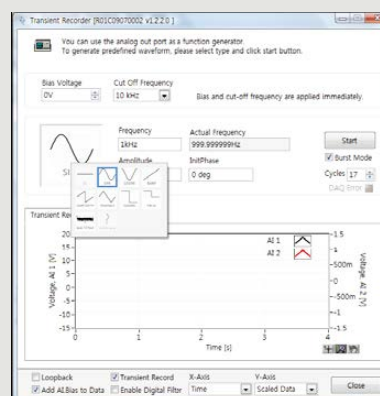 Transient Recorder [R01C09070002 v1.2.2.0 ]
You can use the analog out port as a function generator.
To generate predefined waveform, please select type and click start button.
Bias Voltage
Cut Off Frequency
0V
10 kHz
Bias and cut-off frequency are applied immediately.
Frequency
Actual Frequency
1kHz
999.999999Hz
Start
Amplitude
InitPhase
Burst Mode
0 deg
Cycles 17
DAQ Error
Transient Rec
20
15
10
5
0
-5
-10
-15
Voltage, AI 1 [V]
AI 1
AI 2
1.5
-500m
-500m
-1.5
Voltage, AI 2 [V]
0
1
2
3
4
Time [s]
Loopback
Transient Record
X-Axis
Y-Axis
Add AI.Bias to Data
Enable Digital Filter
Time
Scaled Data
Close